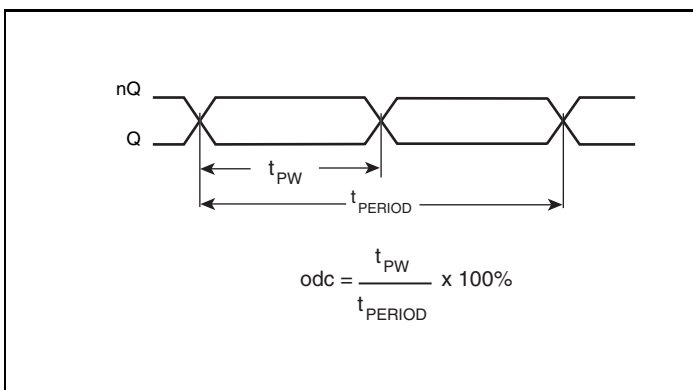 nQ
Q
tPW
tPERIOD
odc = tPW / tPERIOD x 100%